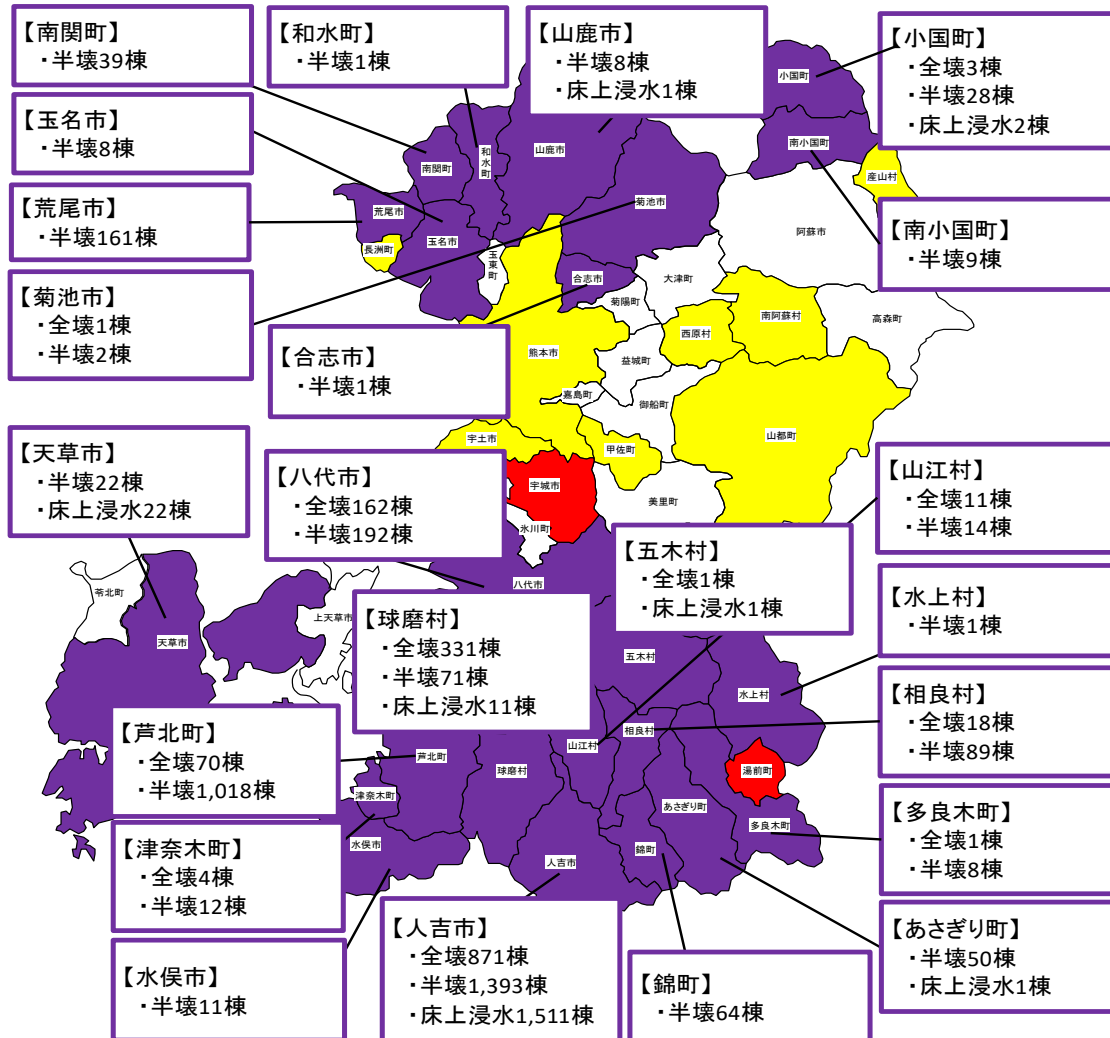 【南関町】
・半壊39棟
【和水町】
・半壊1棟
【山鹿市】
・半壊8棟
・床上浸水1棟
【小国町】
・全壊3棟
・半壊28棟
・床上浸水2棟
【玉名市】
・半壊8棟
【荒尾市】
・半壊161棟
【南小国町】
・半壊9棟
【菊池市】
・全壊1棟
・半壊2棟
【合志市】
・半壊1棟
【天草市】
・半壊22棟
・床上浸水22棟
【八代市】
・全壊162棟
・半壊192棟
【山江村】
・全壊11棟
・半壊14棟
【五木村】
・全壊1棟
・床上浸水1棟
【水上村】
・半壊1棟
【球磨村】
・全壊331棟
・半壊71棟
・床上浸水11棟
【相良村】
・全壊18棟
・半壊89棟
【芦北町】
・全壊70棟
・半壊1,018棟
【多良木町】
・全壊1棟
・半壊8棟
【津奈木町】
・全壊4棟
・半壊12棟
【人吉市】
・全壊871棟
・半壊1,393棟
・床上浸水1,511棟
【あさぎり町】
・半壊50棟
・床上浸水1棟
【水俣市】
・半壊11棟
【錦町】
・半壊64棟
小国町
南小国町
産山村
山鹿市
和水町
南関町
菊池市
荒尾市
玉名市
長洲町
玉東町
阿蘇市
合志市
大津町
菊陽町
南阿蘇村
高森町
西原村
熊本市
益城町
嘉島町
御船町
山都町
宇土市
甲佐町
宇城市
美里町
氷川町
八代市
苓北町
天草市
上天草市
五木村
水上村
相良村
山江村
芦北町
球磨村
湯前町
津奈木町
あさぎり町
多良木町
水俣市
人吉市
錦町